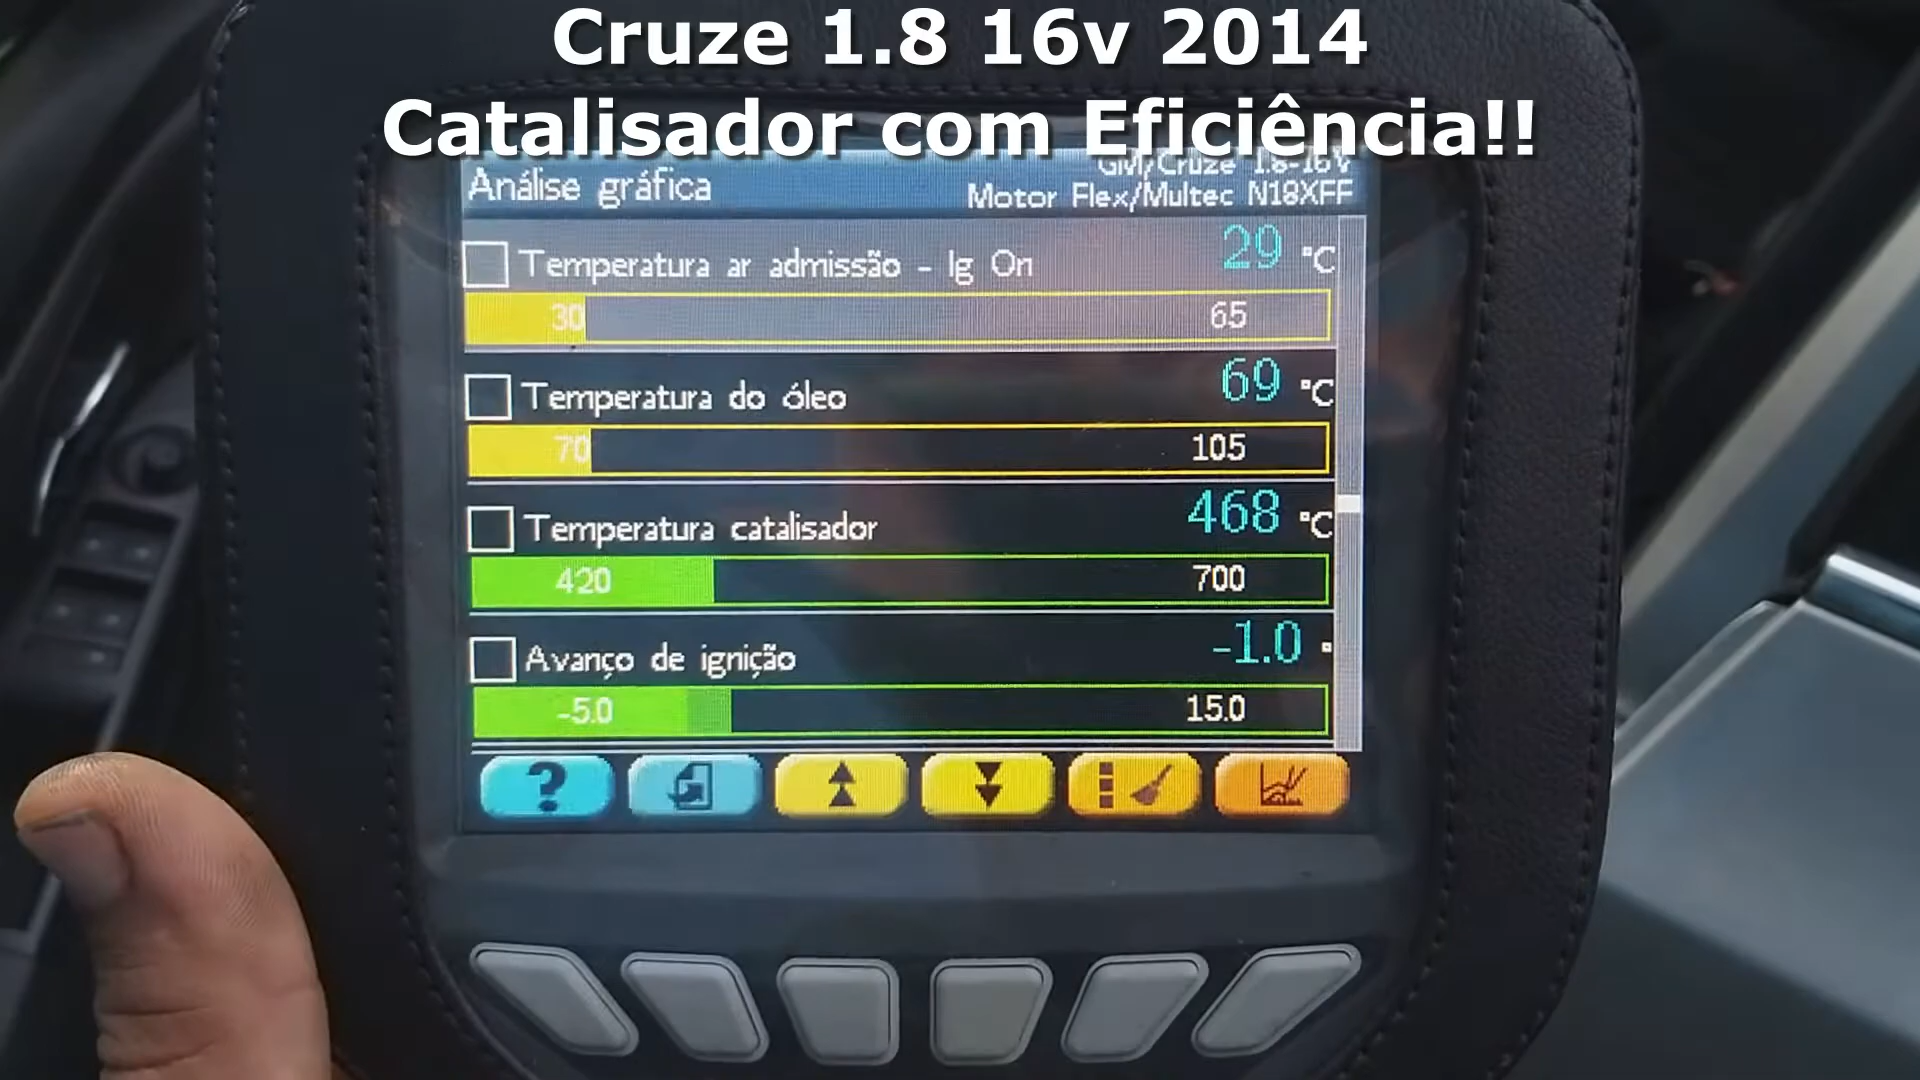 Cruze 1.8 16v 2014
Catalisador com Eficiência!!
GM/Cruze 1.8-16V
Análise gráfica
Motor Flex/Multec N18XFF
Temperatura ar admissão - Ig On 29 °C
30 65
Temperatura do óleo 69 °C
70 105
Temperatura catalisador 468 °C
420 700
Avanço de ignição -1.0 °
-5.0 15.0
?